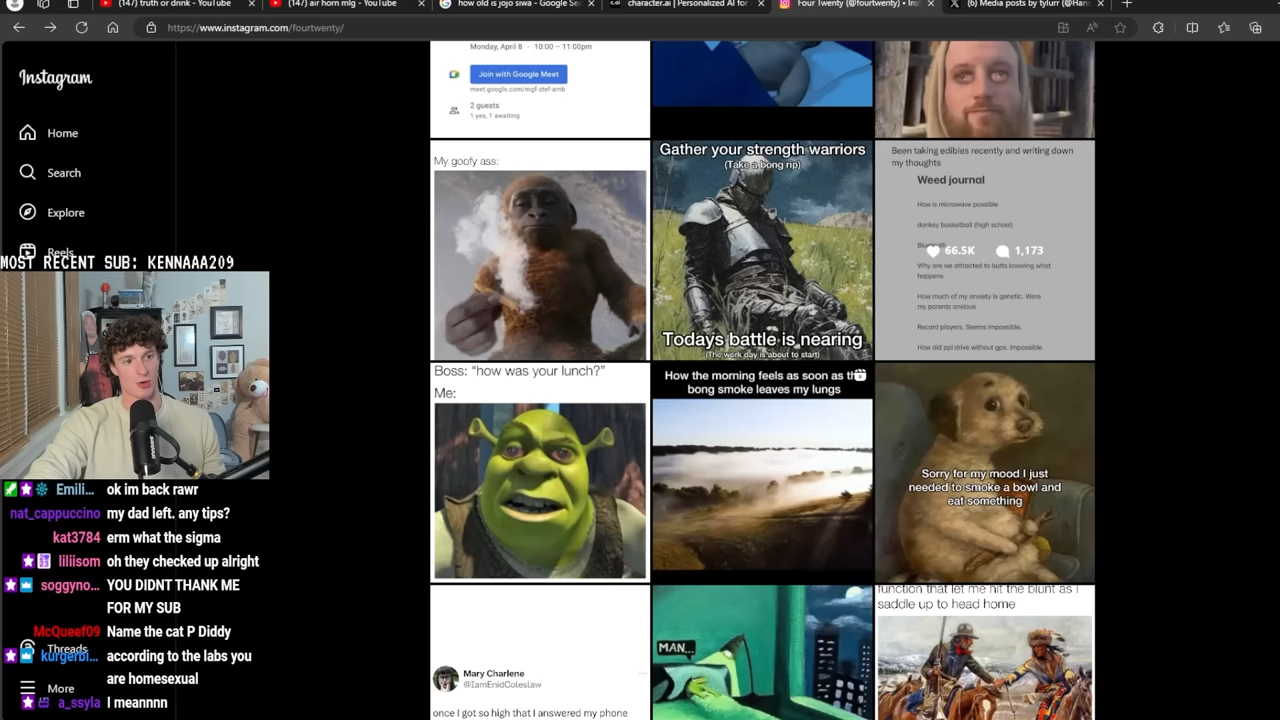 (147) truth or drink - YouTube
(147) air horn mlg - YouTube
how old is jojo siwa - Google Se
character.ai | Personalized AI for
Four Twenty (@fourtwenty) • Inst
(6) Media posts by tylurr (@Han
https://www.instagram.com/fourtwenty/
Instagram
Home
Search
Explore
Reels
MOST RECENT SUB: KENNAAA209
Emili... ok im back rawr
nat_cappuccino my dad left. any tips?
kat3784 erm what the sigma
liliisom oh they checked up alright
soggyno... YOU DIDNT THANK ME
FOR MY SUB
McQueef09 Name the cat P Diddy
Threads
kurgerbi... according to the labs you
are homesexual
More
a_ssyla I meannnn
Monday, April 8 · 10:00 – 11:00pm
Join with Google Meet
2 guests
1 yes, 1 awaiting
My goofy ass:
Gather your strength warriors
(Take a bong rip)
Todays battle is nearing
(The work day is about to start)
Been taking edibles recently and writing down
my thoughts
Weed journal
How is microwave possible
donkey basketball (high school)
66.5K 1,173
Why are we attracted to butts knowing what
happens
How much of my anxiety is genetic. Were
my parents anxious
Record players. Seems impossible.
How did ppl drive without gps. Impossible.
Boss: “how was your lunch?”
Me:
How the morning feels as soon as the
bong smoke leaves my lungs
Sorry for my mood I just
needed to smoke a bowl and
eat something
Mary Charlene
@IamEnidColeslaw
once I got so high that I answered my phone
MAN...
function that let me hit the blunt as I
saddle up to head home